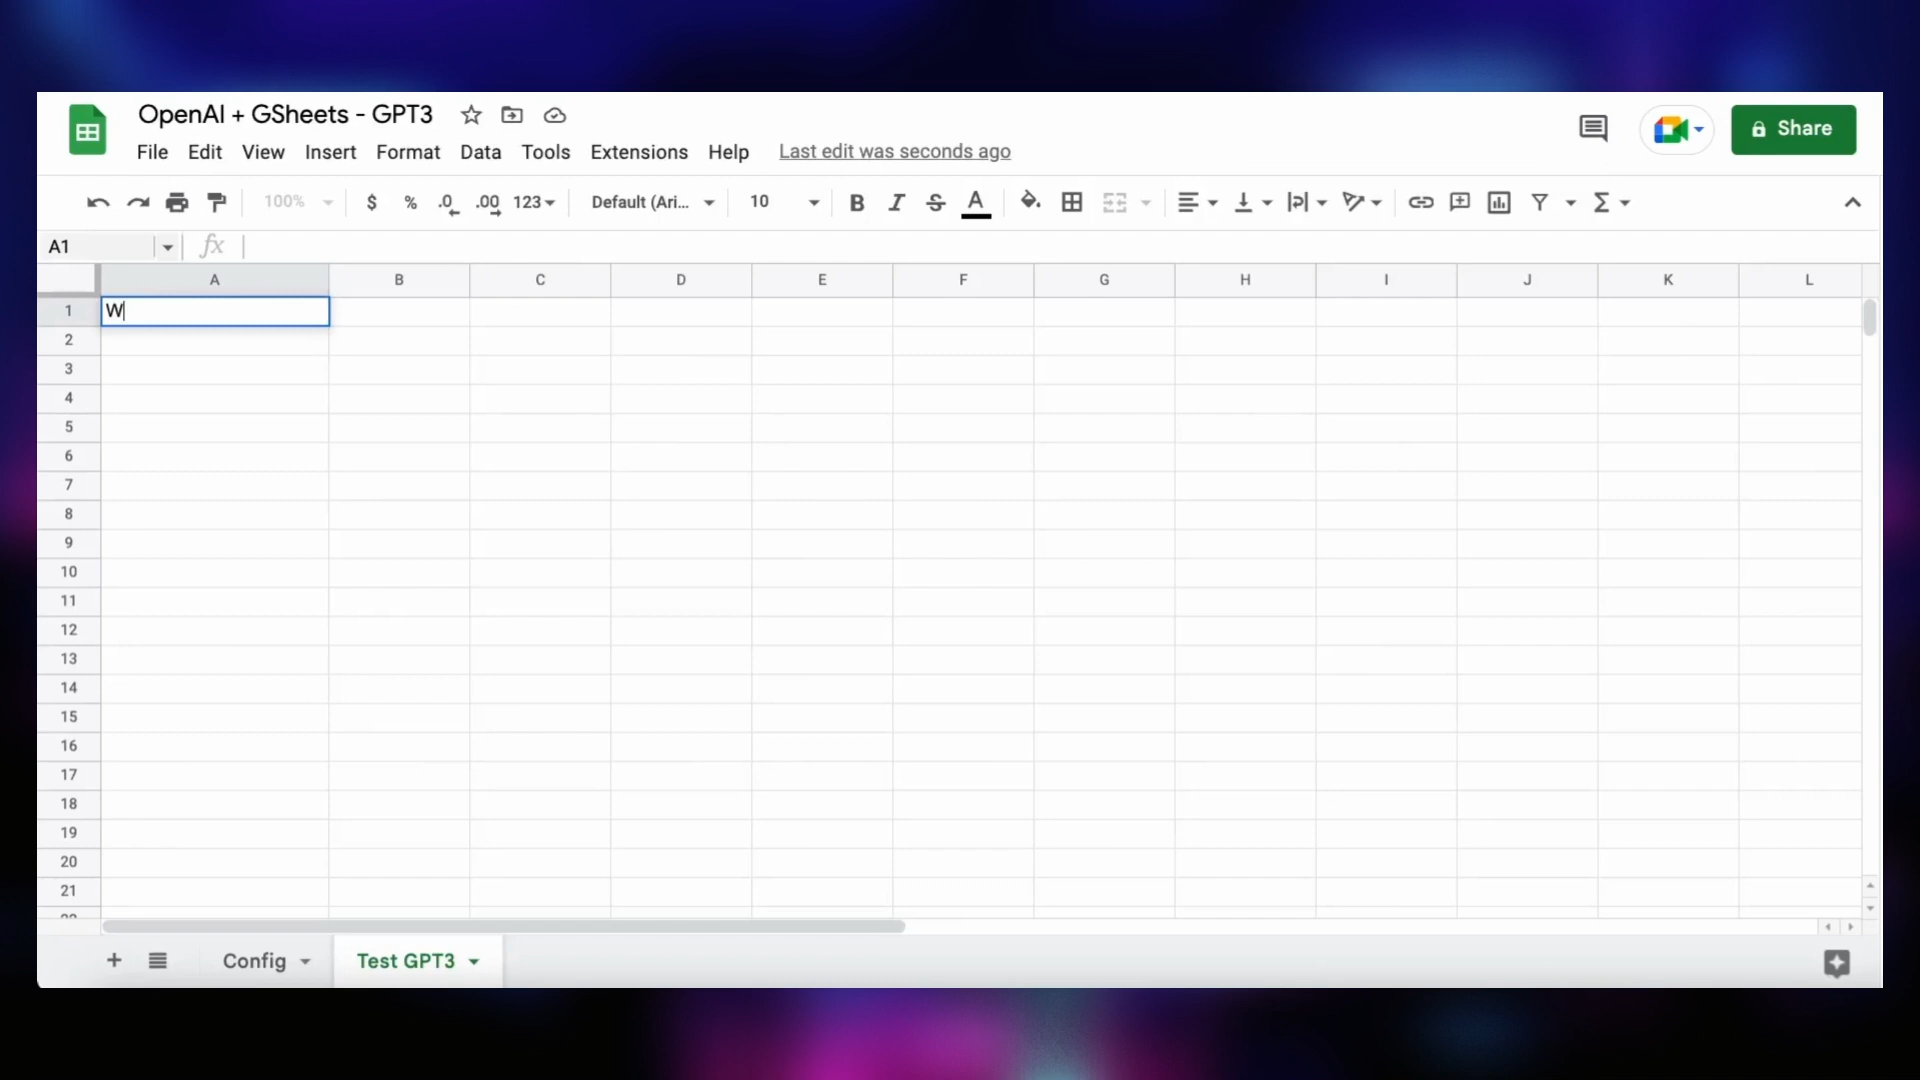 OpenAI + GSheets - GPT3
File Edit View Insert Format Data Tools Extensions Help Last edit was seconds ago
Share
100% $ % .0 .00 123 Default (Ari... 10 B I S A Σ
A1 fx
A B C D E F G H I J K L
1 W
2
3
4
5
6
7
8
9
10
11
12
13
14
15
16
17
18
19
20
21
+ Config Test GPT3